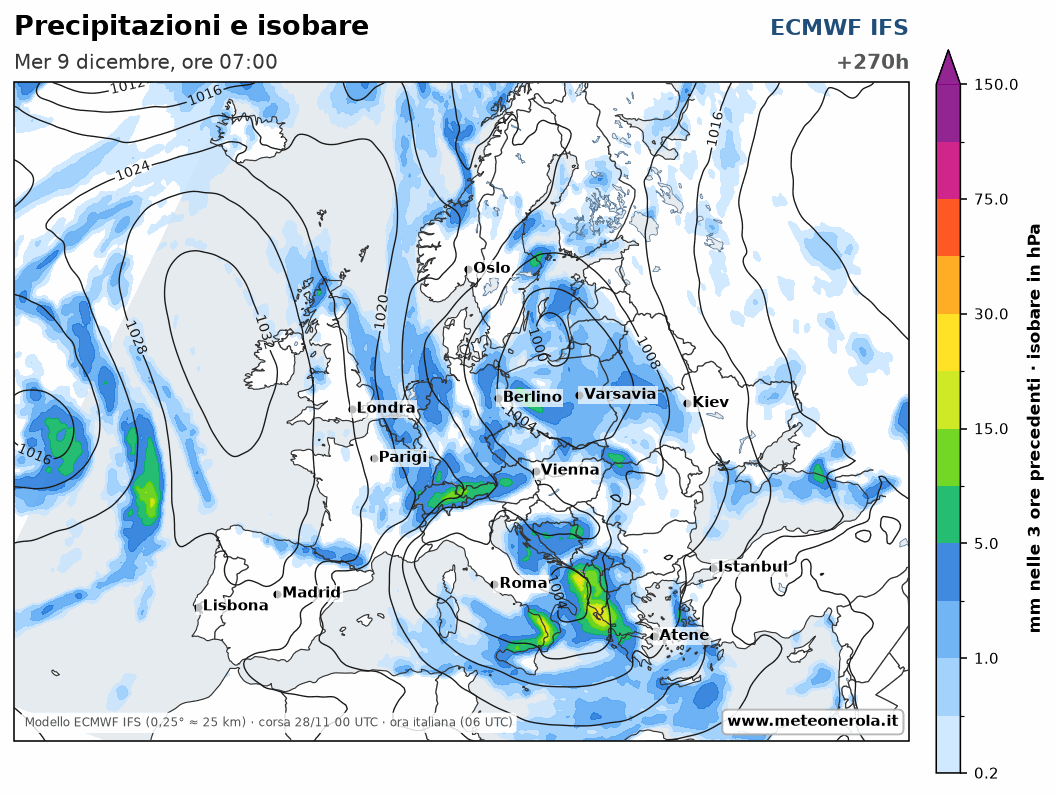 Precipitazioni e isobare
ECMWF IFS
Mer 9 dicembre, ore 07:00
+270h
1012
1016
1016
1024
1020
1028
1000
1008
1004
1016
1004
Oslo
Londra
Berlino
Varsavia
Kiev
Parigi
Vienna
Istanbul
Roma
Madrid
Lisbona
Atene
Modello ECMWF IFS (0,25° ≈ 25 km) · corsa 28/11 00 UTC · ora italiana (06 UTC)
www.meteonerola.it
150.0
75.0
30.0
15.0
5.0
1.0
0.2
mm nelle 3 ore precedenti · isobare in hPa